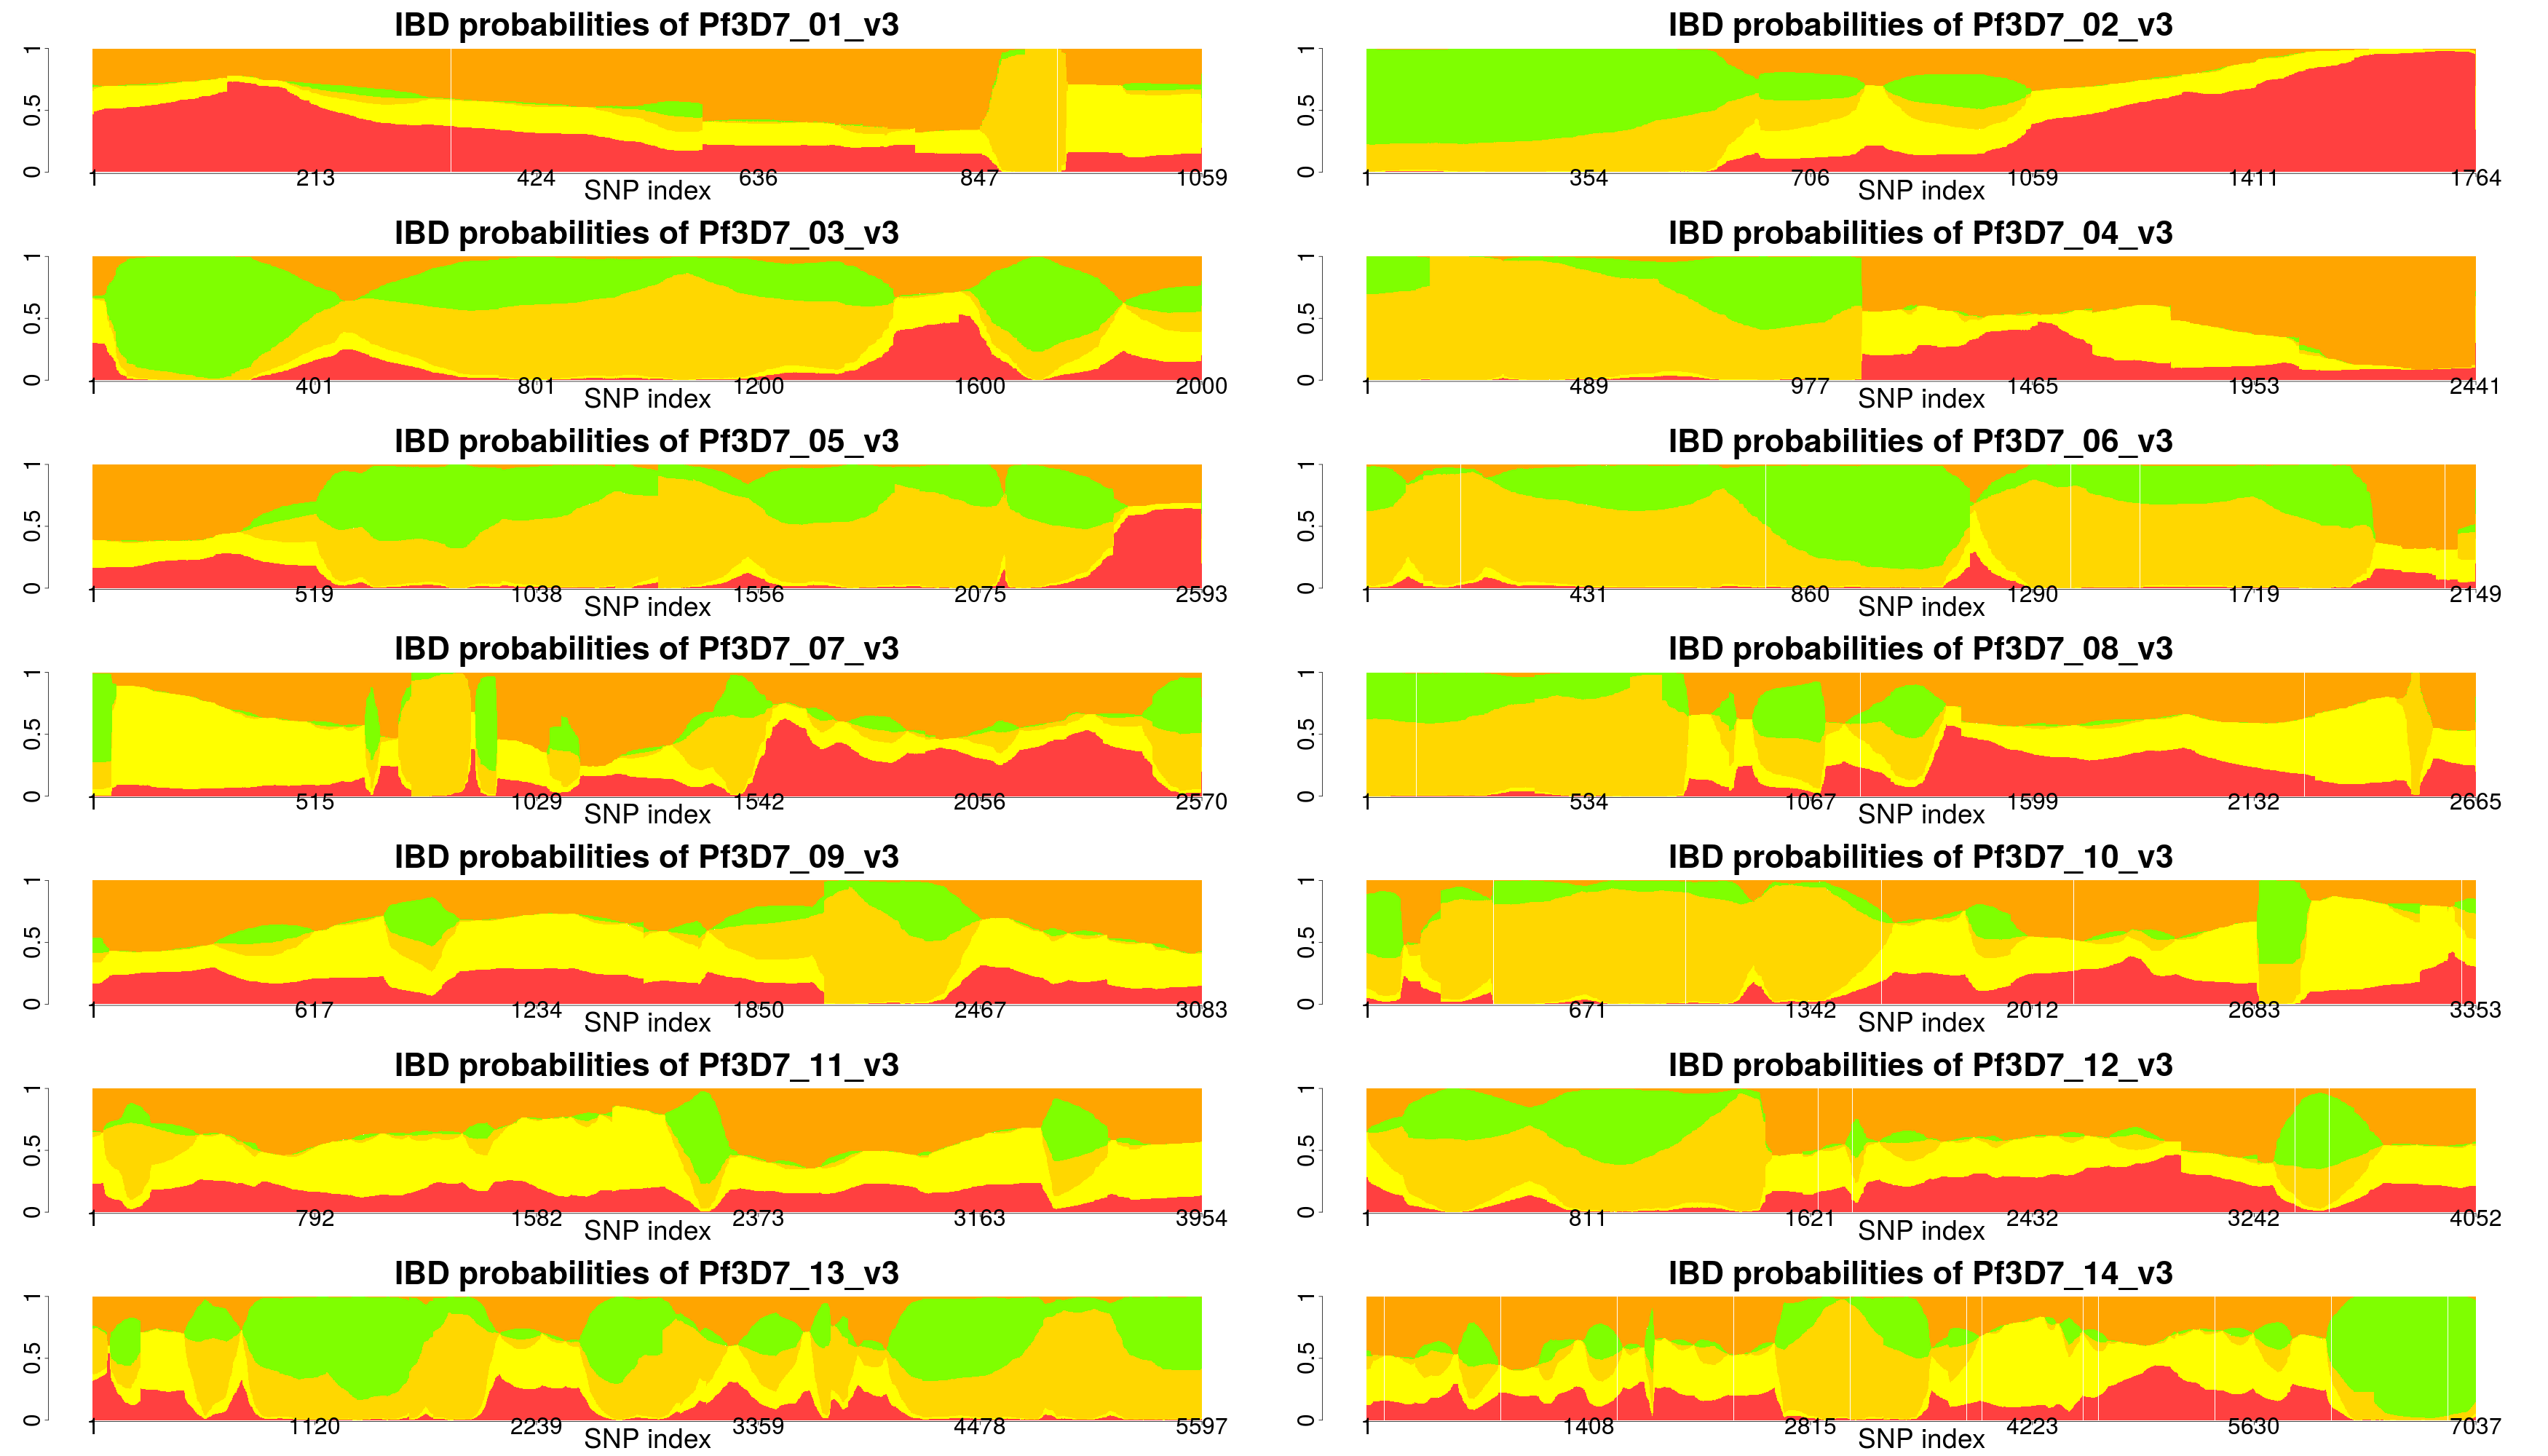 IBD probabilities of Pf3D7_01_v3
0 0.5 1
1 213 424 636 847 1059
SNP index
IBD probabilities of Pf3D7_02_v3
0 0.5 1
1 354 706 1059 1411 1764
SNP index
IBD probabilities of Pf3D7_03_v3
0 0.5 1
1 401 801 1200 1600 2000
SNP index
IBD probabilities of Pf3D7_04_v3
0 0.5 1
1 489 977 1465 1953 2441
SNP index
IBD probabilities of Pf3D7_05_v3
0 0.5 1
1 519 1038 1556 2075 2593
SNP index
IBD probabilities of Pf3D7_06_v3
0 0.5 1
1 431 860 1290 1719 2149
SNP index
IBD probabilities of Pf3D7_07_v3
0 0.5 1
1 515 1029 1542 2056 2570
SNP index
IBD probabilities of Pf3D7_08_v3
0 0.5 1
1 534 1067 1599 2132 2665
SNP index
IBD probabilities of Pf3D7_09_v3
0 0.5 1
1 617 1234 1850 2467 3083
SNP index
IBD probabilities of Pf3D7_10_v3
0 0.5 1
1 671 1342 2012 2683 3353
SNP index
IBD probabilities of Pf3D7_11_v3
0 0.5 1
1 792 1582 2373 3163 3954
SNP index
IBD probabilities of Pf3D7_12_v3
0 0.5 1
1 811 1621 2432 3242 4052
SNP index
IBD probabilities of Pf3D7_13_v3
0 0.5 1
1 1120 2239 3359 4478 5597
SNP index
IBD probabilities of Pf3D7_14_v3
0 0.5 1
1 1408 2815 4223 5630 7037
SNP index